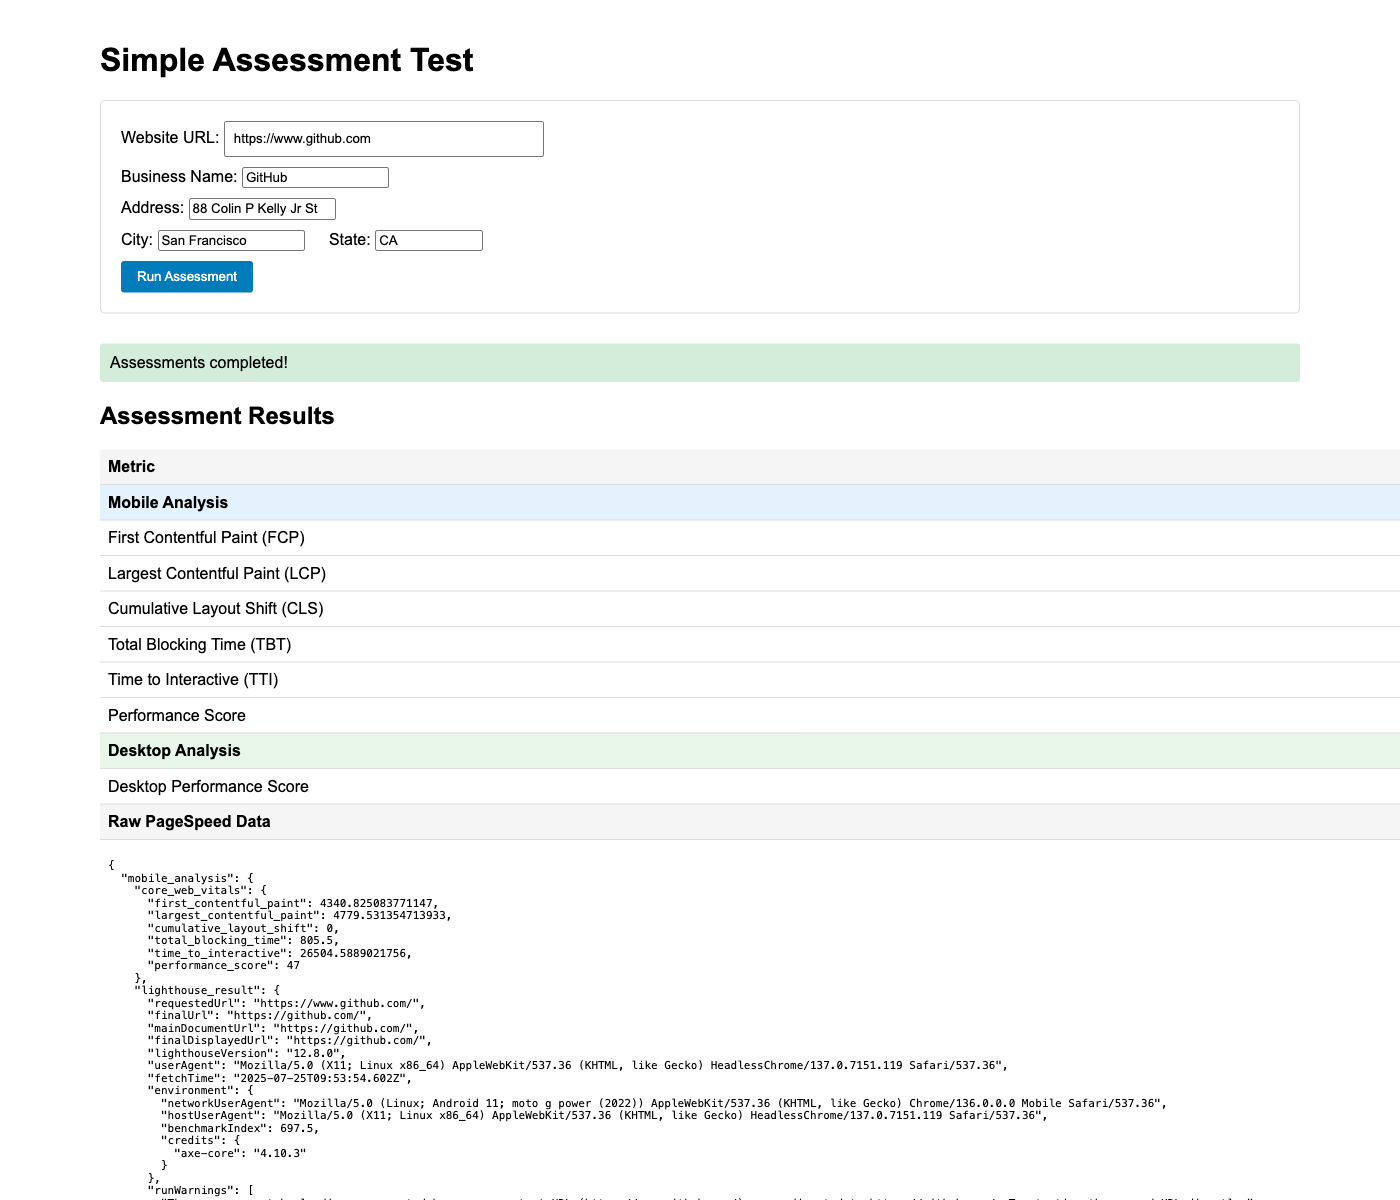 Simple Assessment Test
Website URL: https://www.github.com
Business Name: GitHub
Address: 88 Colin P Kelly Jr St
City: San Francisco State: CA
Run Assessment
Assessments completed!
Assessment Results
Metric
Mobile Analysis
First Contentful Paint (FCP)
Largest Contentful Paint (LCP)
Cumulative Layout Shift (CLS)
Total Blocking Time (TBT)
Time to Interactive (TTI)
Performance Score
Desktop Analysis
Desktop Performance Score
Raw PageSpeed Data
{
"mobile_analysis": {
"core_web_vitals": {
"first_contentful_paint": 4340.825083771147,
"largest_contentful_paint": 4779.531354713933,
"cumulative_layout_shift": 0,
"total_blocking_time": 805.5,
"time_to_interactive": 26504.5889021756,
"performance_score": 47
},
"lighthouse_result": {
"requestedUrl": "https://www.github.com/",
"finalUrl": "https://github.com/",
"mainDocumentUrl": "https://github.com/",
"finalDisplayedUrl": "https://github.com/",
"lighthouseVersion": "12.8.0",
"userAgent": "Mozilla/5.0 (X11; Linux x86_64) AppleWebKit/537.36 (KHTML, like Gecko) HeadlessChrome/137.0.7151.119 Safari/537.36",
"fetchTime": "2025-07-25T09:53:54.602Z",
"environment": {
"networkUserAgent": "Mozilla/5.0 (Linux; Android 11; moto g power (2022)) AppleWebKit/537.36 (KHTML, like Gecko) Chrome/136.0.0.0 Mobile Safari/537.36",
"hostUserAgent": "Mozilla/5.0 (X11; Linux x86_64) AppleWebKit/537.36 (KHTML, like Gecko) HeadlessChrome/137.0.7151.119 Safari/537.36",
"benchmarkIndex": 697.5,
"credits": {
"axe-core": "4.10.3"
}
},
"runWarnings": [